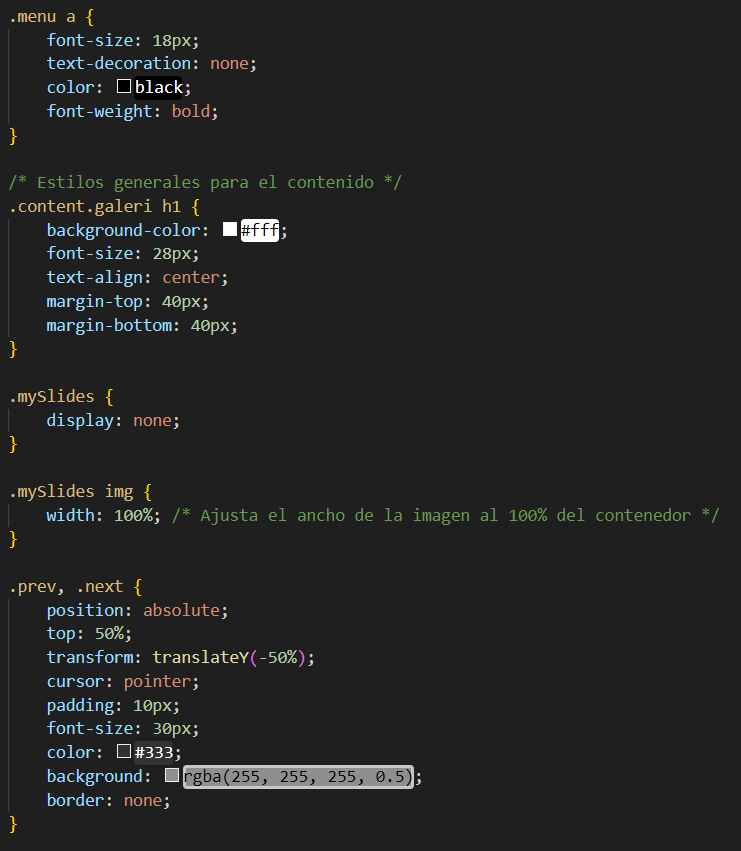 .menu a {
    font-size: 18px;
    text-decoration: none;
    color: black;
    font-weight: bold;
}

/* Estilos generales para el contenido */
.content.galeri h1 {
    background-color: #fff;
    font-size: 28px;
    text-align: center;
    margin-top: 40px;
    margin-bottom: 40px;
}

.mySlides {
    display: none;
}

.mySlides img {
    width: 100%; /* Ajusta el ancho de la imagen al 100% del contenedor */
}

.prev, .next {
    position: absolute;
    top: 50%;
    transform: translateY(-50%);
    cursor: pointer;
    padding: 10px;
    font-size: 30px;
    color: #333;
    background: rgba(255, 255, 255, 0.5);
    border: none;
}